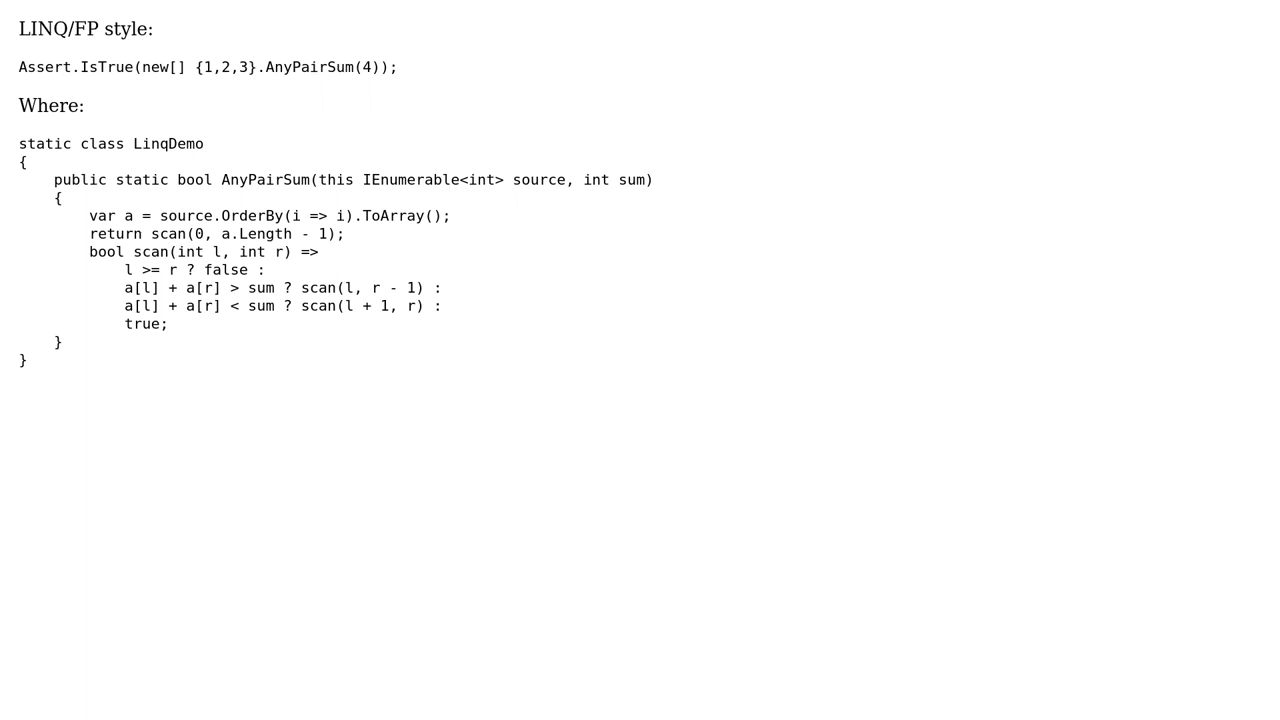 LINQ/FP style:
Assert.IsTrue(new[] {1,2,3}.AnyPairSum(4));
Where:
static class LinqDemo
{
    public static bool AnyPairSum(this IEnumerable<int> source, int sum)
    {
        var a = source.OrderBy(i => i).ToArray();
        return scan(0, a.Length - 1);
        bool scan(int l, int r) =>
            l >= r ? false :
            a[l] + a[r] > sum ? scan(l, r - 1) :
            a[l] + a[r] < sum ? scan(l + 1, r) :
            true;
    }
}